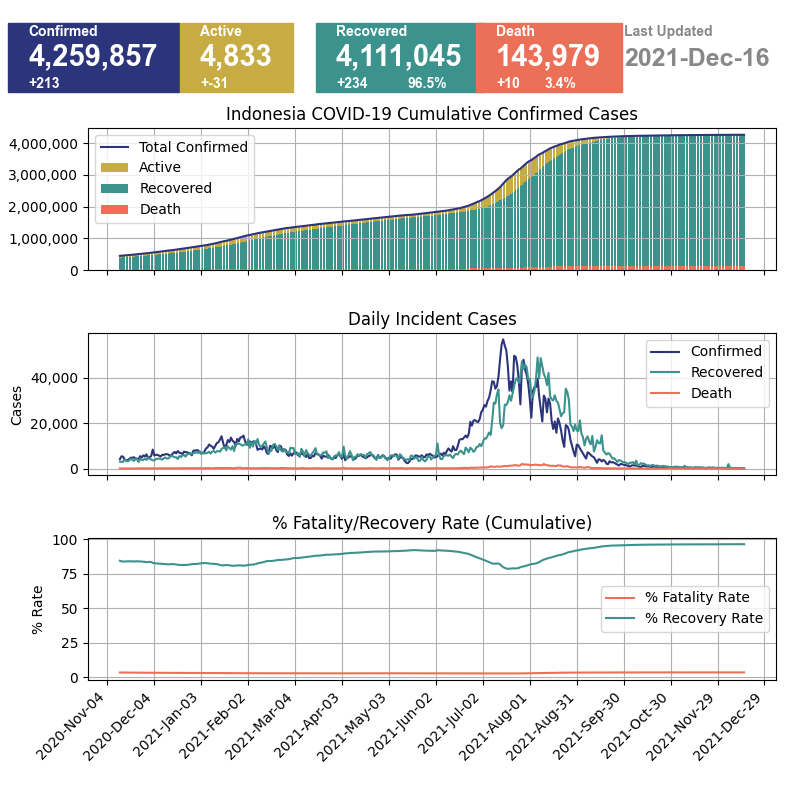 Confirmed
4,259,857
+213
Active
4,833
+-31
Recovered
4,111,045
+234 96.5%
Death
143,979
+10 3.4%
Last Updated
2021-Dec-16
Indonesia COVID-19 Cumulative Confirmed Cases
4,000,000
3,000,000
2,000,000
1,000,000
0
Total Confirmed
Active
Recovered
Death
Daily Incident Cases
Cases
40,000
20,000
0
Confirmed
Recovered
Death
% Fatality/Recovery Rate (Cumulative)
% Rate
100
75
50
25
0
% Fatality Rate
% Recovery Rate
2020-Nov-04
2020-Dec-04
2021-Jan-03
2021-Feb-02
2021-Mar-04
2021-Apr-03
2021-May-03
2021-Jun-02
2021-Jul-02
2021-Aug-01
2021-Aug-31
2021-Sep-30
2021-Oct-30
2021-Nov-29
2021-Dec-29